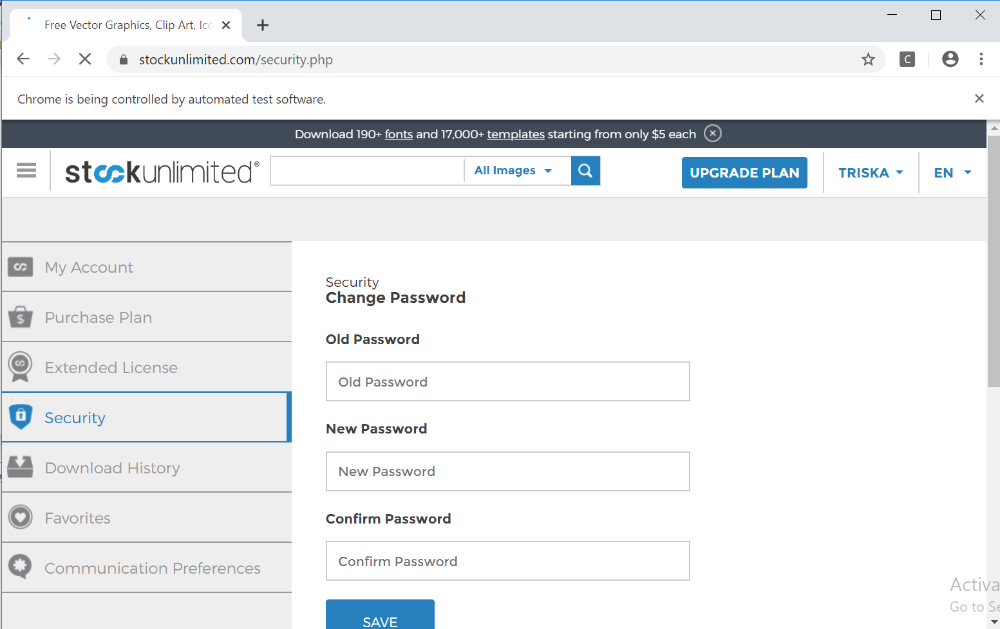 Free Vector Graphics, Clip Art, Ico
stockunlimited.com/security.php
C
Chrome is being controlled by automated test software.
Download 190+ fonts and 17,000+ templates starting from only $5 each
stockunlimited®
All Images
UPGRADE PLAN
TRISKA
EN
My Account
Purchase Plan
Extended License
Security
Download History
Favorites
Communication Preferences
Security
Change Password
Old Password
Old Password
New Password
New Password
Confirm Password
Confirm Password
SAVE
Activa
Go to Se